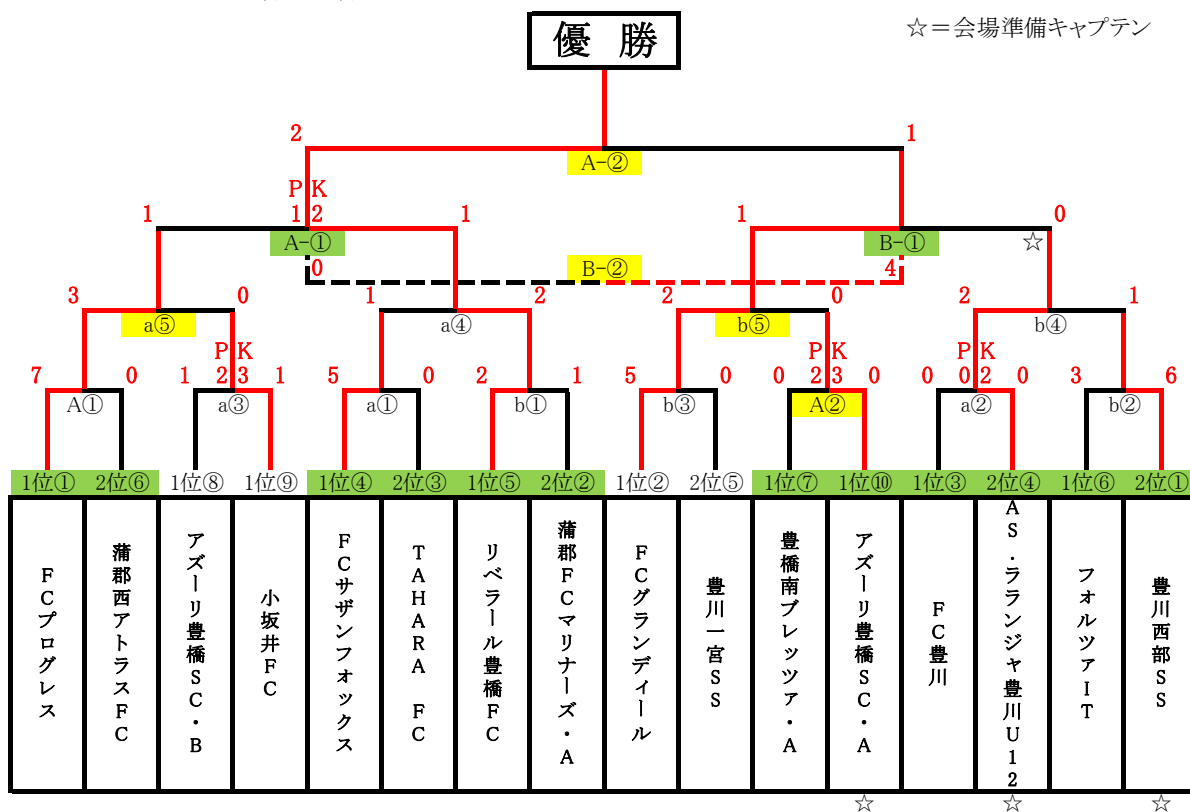 優 勝
☆＝会場準備キャプテン
2 1
A-②
P K
1 1 2 1 1 0
A-① B-① ☆
0 B-② 4
3 0 1 2 2 0 2 1
a⑤ a④ b⑤ b④
P K P K P K
7 0 1 2 3 1 5 0 2 1 5 0 0 2 3 0 0 0 2 0 3 6
A① a③ a① b① b③ A② a② b②
1位① 2位⑥ 1位⑧ 1位⑨ 1位④ 2位③ 1位⑤ 2位② 1位② 2位⑤ 1位⑦ 1位⑩ 1位③ 2位④ 1位⑥ 2位①
FCプログレス
蒲郡西アトラスFC
アズーリ豊橋SC・B
小坂井FC
FCサザンフォックス
TAHARA FC
リベラール豊橋FC
蒲郡FCマリナーズ・A
FCグランディール
豊川一宮SS
豊橋南ブレッツァ・A
アズーリ豊橋SC・A
FC豊川
AS．ラランジャ豊川U12
フォルツァIT
豊川西部SS
☆ ☆ ☆